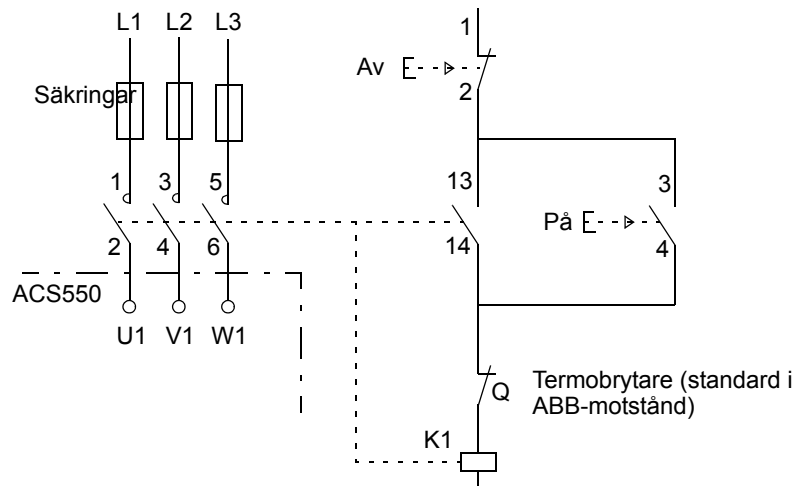 L1 L2 L3
Säkringar
1 3 5
2 4 6
ACS550
U1 V1 W1
1
Av
2
13
14
3
På
4
Q
Termobrytare (standard i
ABB-motstånd)
K1